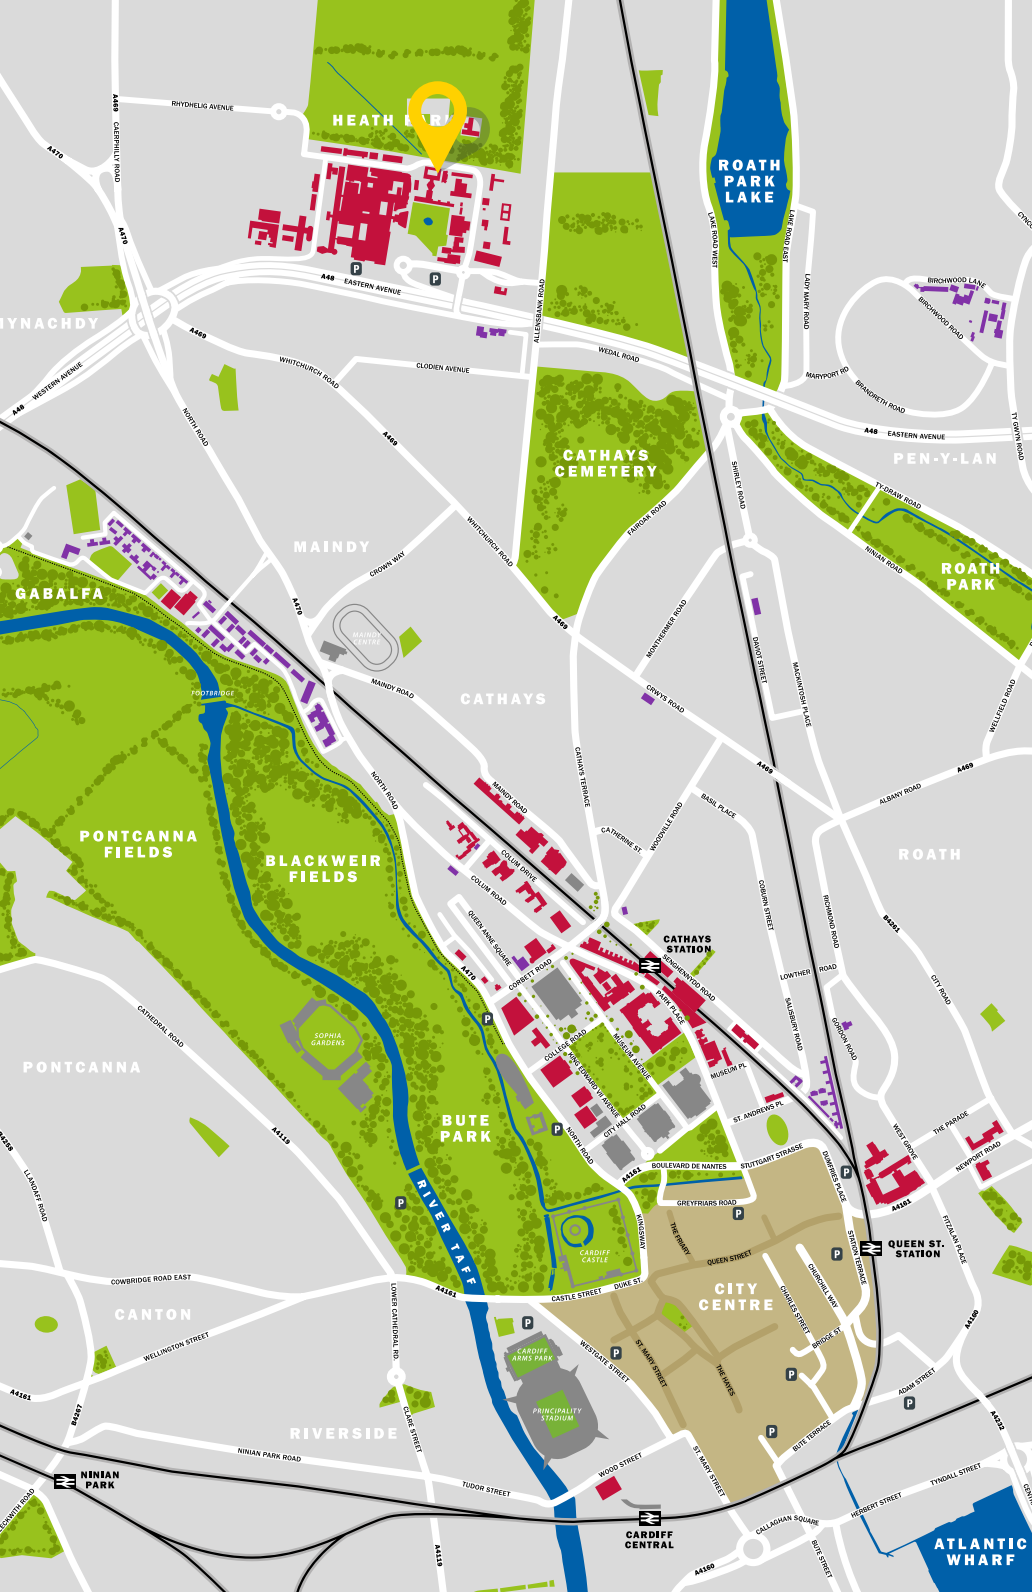 RHYDHELIG AVENUE
A469
CAERPHILLY ROAD
A470
A470
HEATH PARK
ROATH
PARK
LAKE
LAKE ROAD WEST
LAKE ROAD EAST
LADY MARY ROAD
P
P
A48 EASTERN AVENUE
ALLENSBANK ROAD
BIRCHWOOD LANE
BIRCHWOOD ROAD
YNACHDY
A469
WHITCHURCH ROAD
CLODIEN AVENUE
WEDAL ROAD
MARYPORT RD
BRANDRETH ROAD
WESTERN AVENUE
A48
NORTH ROAD
A469
A48 EASTERN AVENUE
TY GWYN ROAD
PEN-Y-LAN
CATHAYS
CEMETERY
SHIRLEY ROAD
TY-DRAW ROAD
FAIROAK ROAD
WHITCHURCH ROAD
MAINDY
CROWN WAY
NINIAN ROAD
ROATH
PARK
GABALFA
A470
A469
MAINDY
CENTRE
MONTHERMER ROAD
DAVIOT STREET
MACKINTOSH PLACE
FOOTBRIDGE
MAINDY ROAD
CATHAYS
CRWYS ROAD
WELLFIELD ROAD
NORTH ROAD
CATHAYS TERRACE
A469
A469
ALBANY ROAD
MAINDY ROAD
BASIL PLACE
WOODVILLE ROAD
CATHERINE ST.
PONTCANNA
FIELDS
BLACKWEIR
FIELDS
COLUM DRIVE
COLUM ROAD
ROATH
COBURN STREET
RICHMOND ROAD
B4261
QUEEN ANNE SQUARE
CATHAYS
STATION
A470
CORBETT ROAD
SENGHENNYDD ROAD
LOWTHER ROAD
CITY ROAD
PARK PLACE
SALISBURY ROAD
CATHEDRAL ROAD
P
GORDON ROAD
SOPHIA
GARDENS
COLLEGE ROAD
MUSEUM AVENUE
KING EDWARD VII AVENUE
MUSEUM PL
PONTCANNA
BUTE
PARK
P
CITY HALL ROAD
ST. ANDREWS PL
A4119
NORTH ROAD
WEST GROVE
THE PARADE
NEWPORT ROAD
LLANDAFF ROAD
A4161
BOULEVARD DE NANTES
STUTTGART STRASSE
DUMFRIES PLACE
P
P
RIVER TAFF
GREYFRIARS ROAD
P
A4161
FITZALAN PLACE
KINGSWAY
THE FRIARY
QUEEN STREET
STATION TERRACE
P
QUEEN ST.
STATION
CARDIFF
CASTLE
COWBRIDGE ROAD EAST
A4161
CASTLE STREET
DUKE ST.
CITY
CENTRE
CHARLES STREET
CHURCHILL WAY
CANTON
WELLINGTON STREET
LOWER CATHEDRAL RD.
P
BRIDGE ST
A4160
CARDIFF
ARMS PARK
WESTGATE STREET
P
ST. MARY STREET
THE HAYES
P
ADAM STREET
P
A4161
B4267
CLARE STREET
PRINCIPALITY
STADIUM
RIVERSIDE
P
BUTE TERRACE
A4232
NINIAN PARK ROAD
ST. MARY STREET
WOOD STREET
NINIAN
PARK
TUDOR STREET
TYNDALL STREET
HERBERT STREET
CALLAGHAN SQUARE
CARDIFF
CENTRAL
A4119
A4160
BUTE STREET
ATLANTIC
WHARF